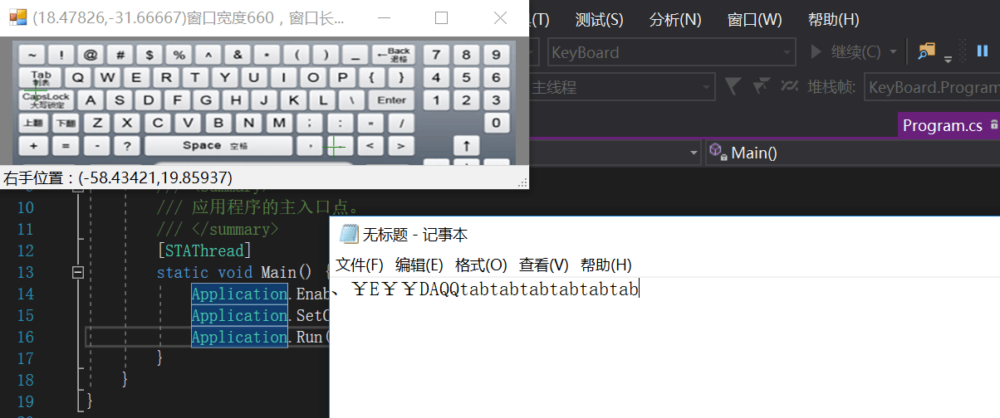 (18.47826,-31.66667)窗口宽度660，窗口长...
(T) 测试(S) 分析(N) 窗口(W) 帮助(H)
KeyBoard 继续(C)
主线程 堆栈帧: KeyBoard.Program
Program.cs
Main()
~ ! @ # $ % ^ & * ( ) _ ←Back 退格 7 8 9
Tab 制表 Q W E R T Y U I O P { } 4 5 6
CapsLock 大写锁定 A S D F G H J K L \ Enter 1 2 3
上翻 下翻 Z X C V B N M ; : " / 0
+ = - ? Space 空格 , < > ↑
右手位置：(-58.43421,19.85937)
/// <summary>
10 /// 应用程序的主入口点。
11 /// </summary>
12 [STAThread]
13 static void Main() {
14 Application.Enab
15 Application.SetC
16 Application.Run(
17 }
18 }
19 }
无标题 - 记事本
文件(F) 编辑(E) 格式(O) 查看(V) 帮助(H)
、￥E￥￥DAQQtabtabtabtabtabtab